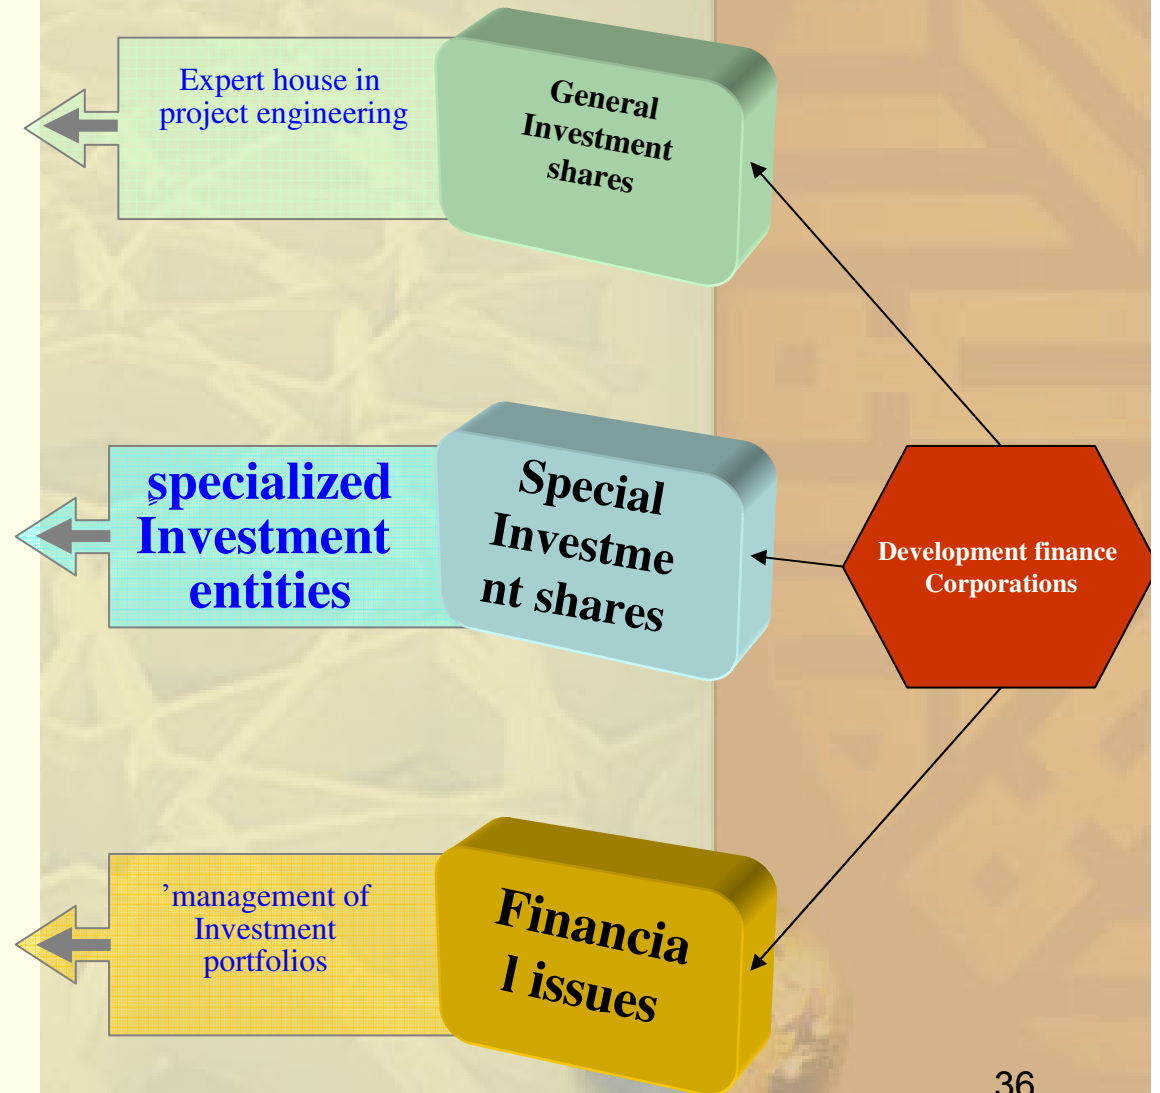 Expert house in
project engineering
General
Investment
shares
specialized
Investment
entities
Special
Investme
nt shares
Development finance
Corporations
’management of
Investment
portfolios
Financia
l issues
36